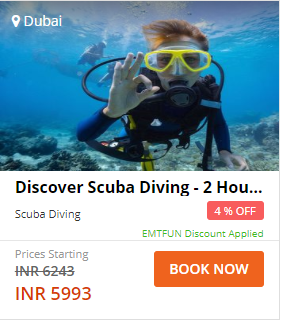 Dubai
Discover Scuba Diving - 2 Hou...
Scuba Diving
4 % OFF
EMTFUN Discount Applied
Prices Starting
INR 6243
INR 5993
BOOK NOW